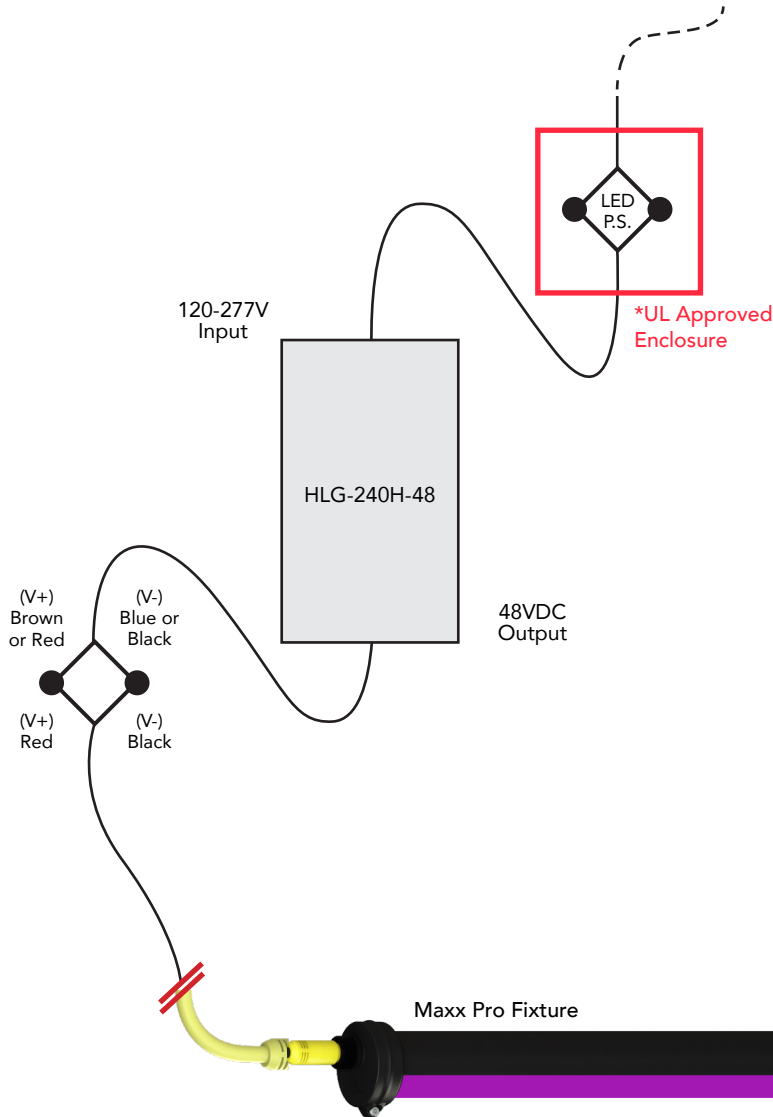 LED
P.S.
*UL Approved
Enclosure
120-277V
Input
HLG-240H-48
48VDC
Output
(V+)
Brown
or Red
(V-)
Blue or
Black
(V+)
Red
(V-)
Black
Maxx Pro Fixture